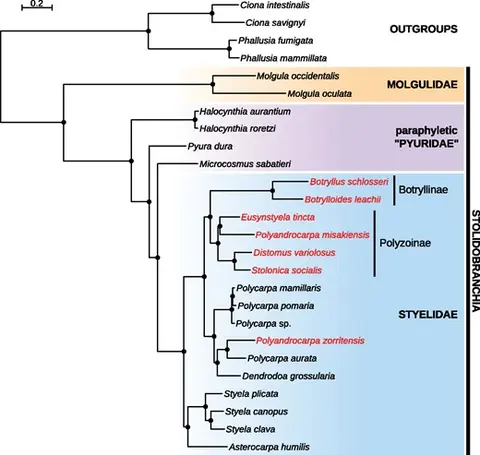 0.2
Ciona intestinalis
Ciona savignyi
Phallusia fumigata
Phallusia mammillata
OUTGROUPS
Molgula occidentalis
Molgula oculata
MOLGULIDAE
Halocynthia aurantium
Halocynthia roretzi
Pyura dura
Microcosmus sabatieri
paraphyletic
"PYURIDAE"
Botryllus schlosseri
Botrylloides leachii
Botryllinae
Eusynstyela tincta
Polyandrocarpa misakiensis
Distomus variolosus
Stolonica socialis
Polyzoinae
Polycarpa mamillaris
Polycarpa pomaria
Polycarpa sp.
Polyandrocarpa zorritensis
Polycarpa aurata
Dendrodoa grossularia
Styela plicata
Styela canopus
Styela clava
Asterocarpa humilis
STYELIDAE
STOLIDOBRANCHIA